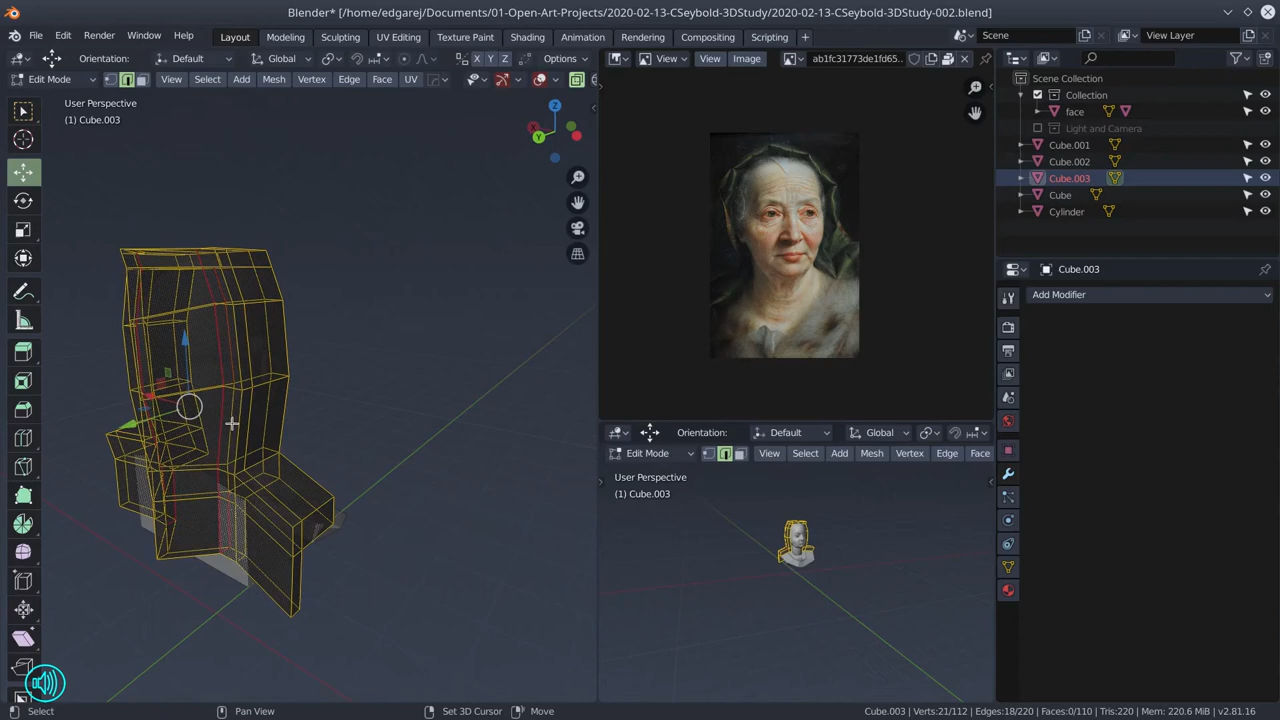 Blender* [/home/edgarej/Documents/01-Open-Art-Projects/2020-02-13-CSeybold-3DStudy/2020-02-13-CSeybold-3DStudy-002.blend]
File Edit Render Window Help Layout Modeling Sculpting UV Editing Texture Paint Shading Animation Rendering Compositing Scripting + Scene View Layer
Orientation: Default Global X Y Z Options
View View Image ab1fc31773de1fd65..
Edit Mode View Select Add Mesh Vertex Edge Face UV
User Perspective
(1) Cube.003
Z
Y
Scene Collection
Collection
face
Light and Camera
Cube.001
Cube.002
Cube.003
Cube
Cylinder
Cube.003
Add Modifier
Orientation: Default Global
Edit Mode View Select Add Mesh Vertex Edge Face
User Perspective
(1) Cube.003
Select Pan View Set 3D Cursor Move Cube.003 | Verts:21/112 | Edges:18/220 | Faces:0/110 | Tris:220 | Mem: 220.6 MiB | v2.81.16